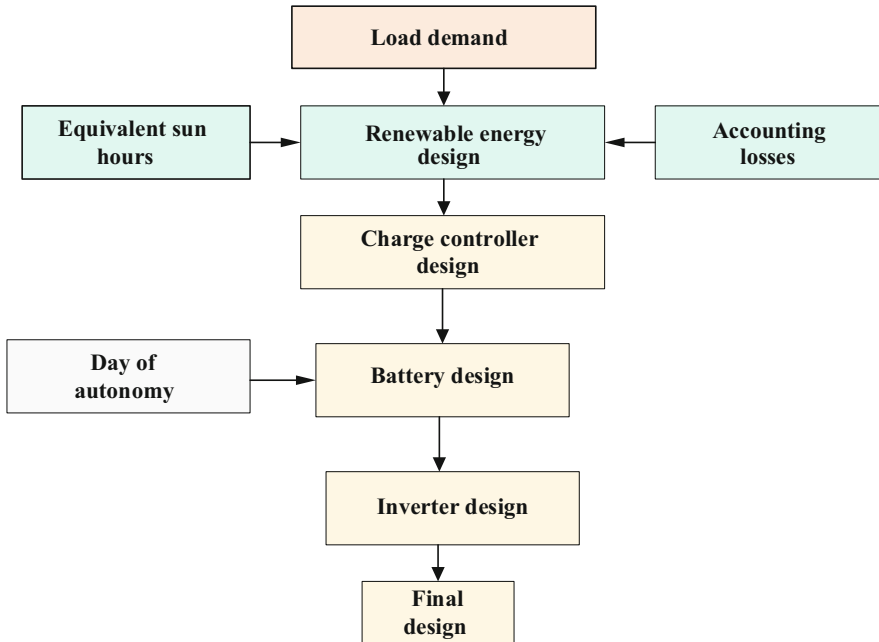 Load demand
Equivalent sun
hours
Renewable energy
design
Accounting
losses
Charge controller
design
Day of
autonomy
Battery design
Inverter design
Final
design